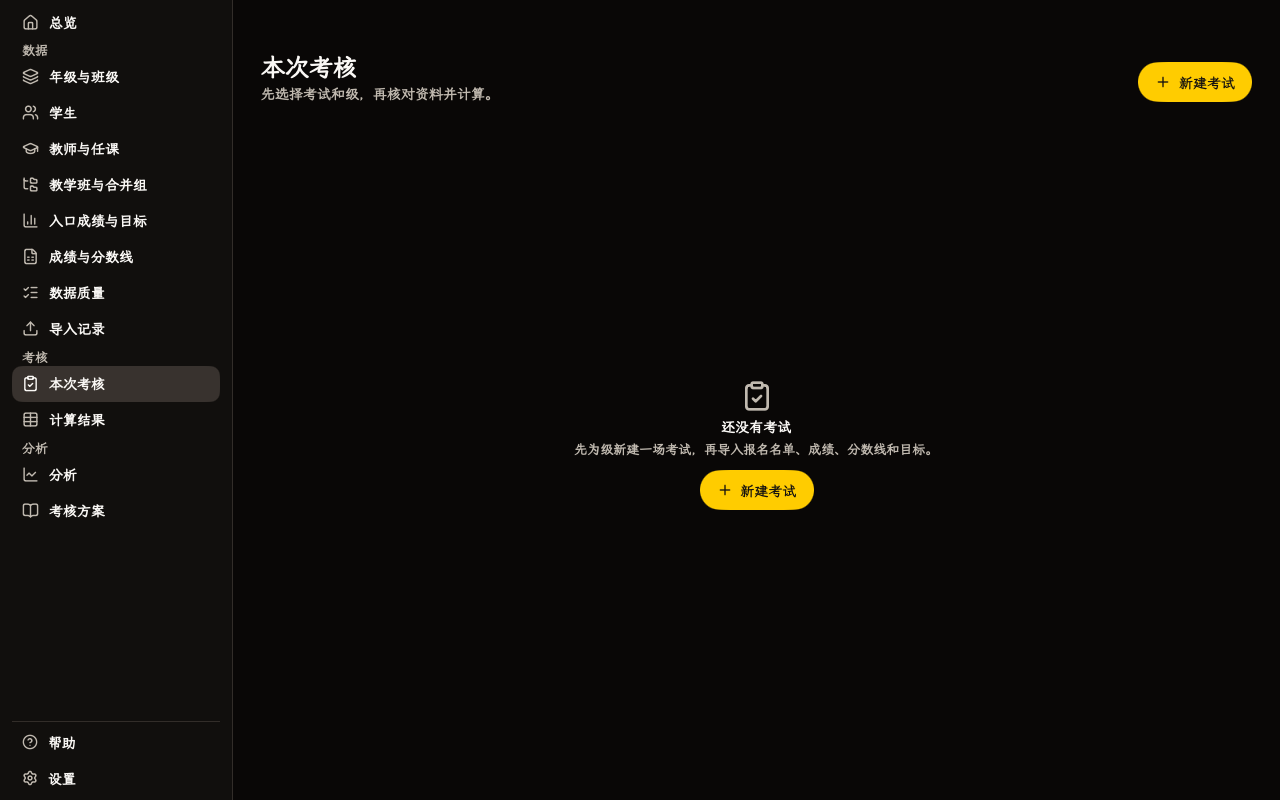 总览
数据
年级与班级
学生
教师与任课
教学班与合并组
入口成绩与目标
成绩与分数线
数据质量
导入记录
考核
本次考核
计算结果
分析
分析
考核方案
帮助
设置
本次考核
先选择考试和级，再核对资料并计算。
新建考试
还没有考试
先为级新建一场考试，再导入报名名单、成绩、分数线和目标。
新建考试